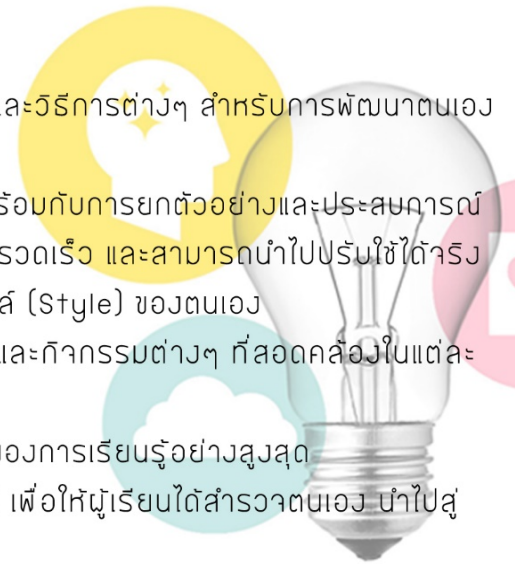 ละวิธีการต่างๆ สำหรับการพัฒนาตนเอง
ร้อมกับการยกตัวอย่างและประสบการณ์
รวดเร็ว และสามารถนำไปปรับใช้ได้จริง
ล์ (Style) ของตนเอง
และกิจกรรมต่างๆ ที่สอดคล้องในแต่ละ
ของการเรียนรู้อย่างสูงสุด
เพื่อให้ผู้เรียนได้สำรวจตนเอง นำไปสู่